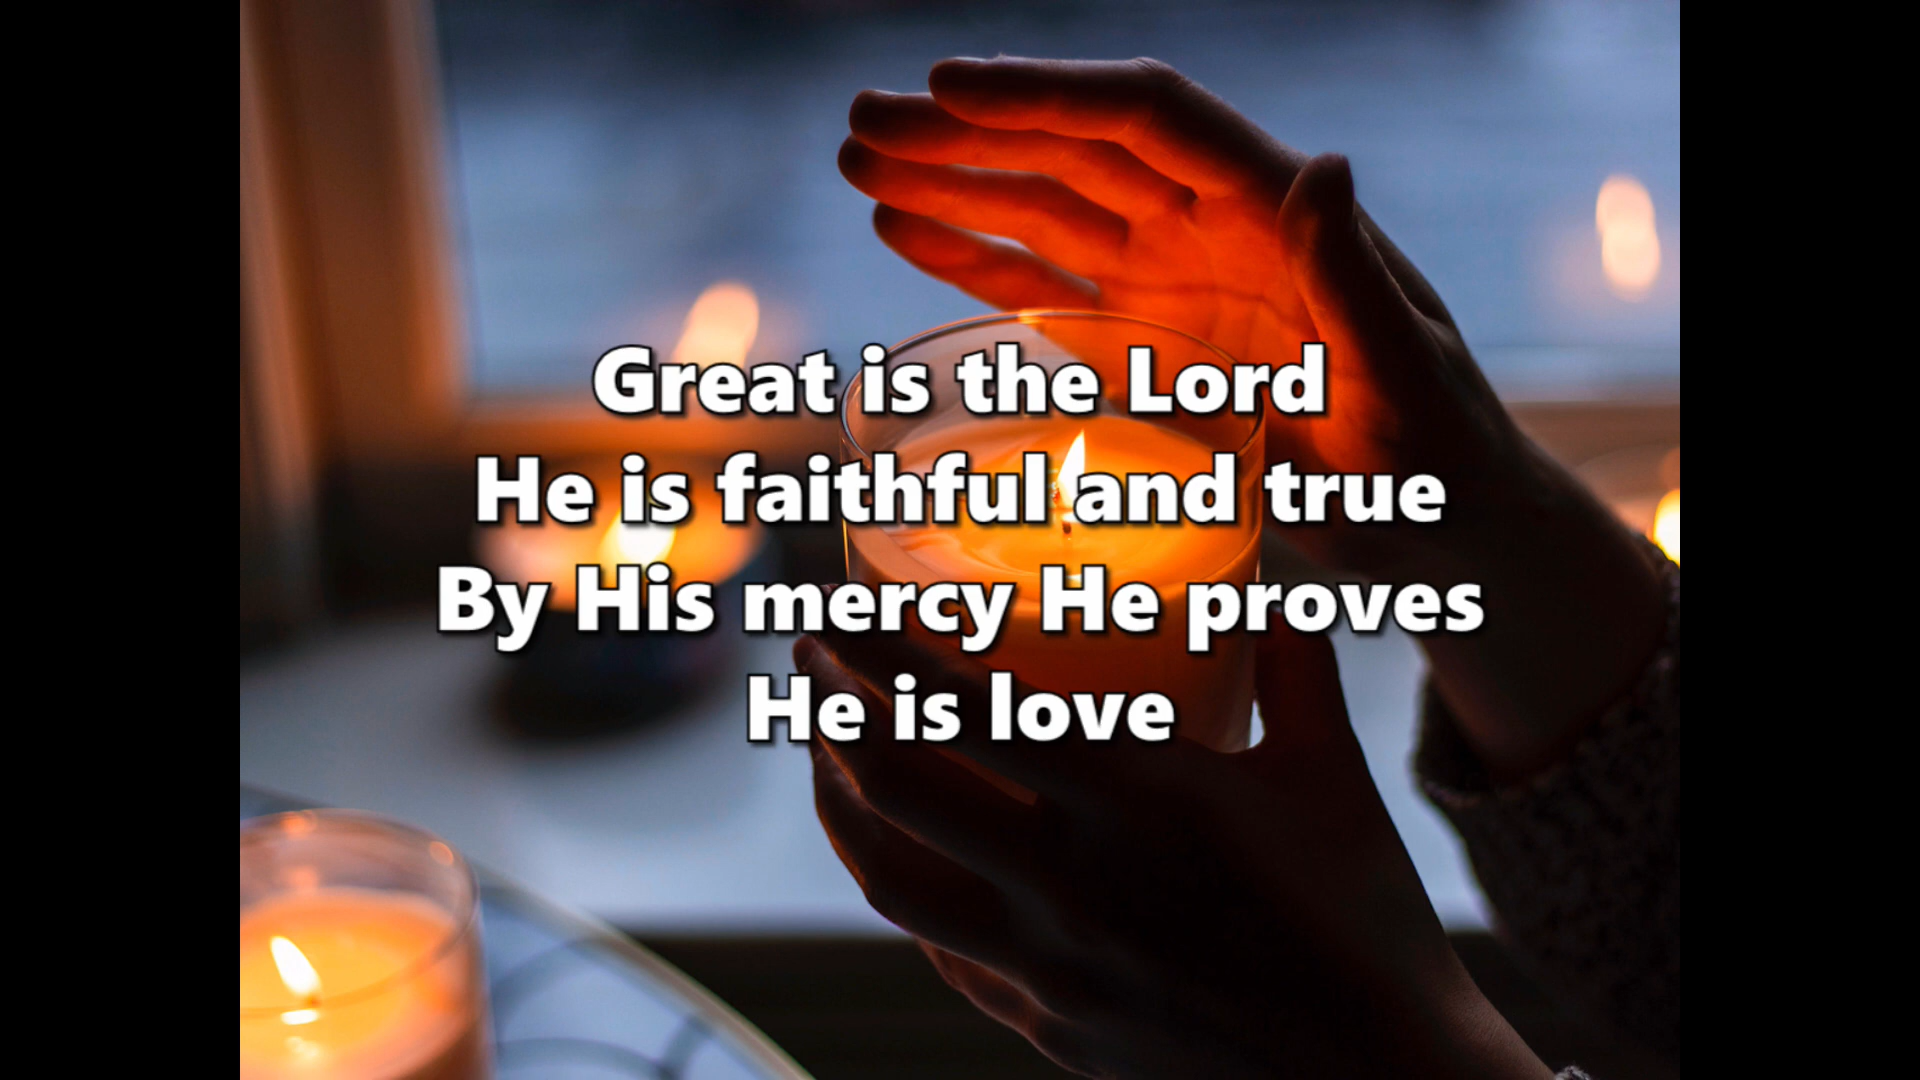 Great is the Lord
He is faithful and true
By His mercy He proves
He is love